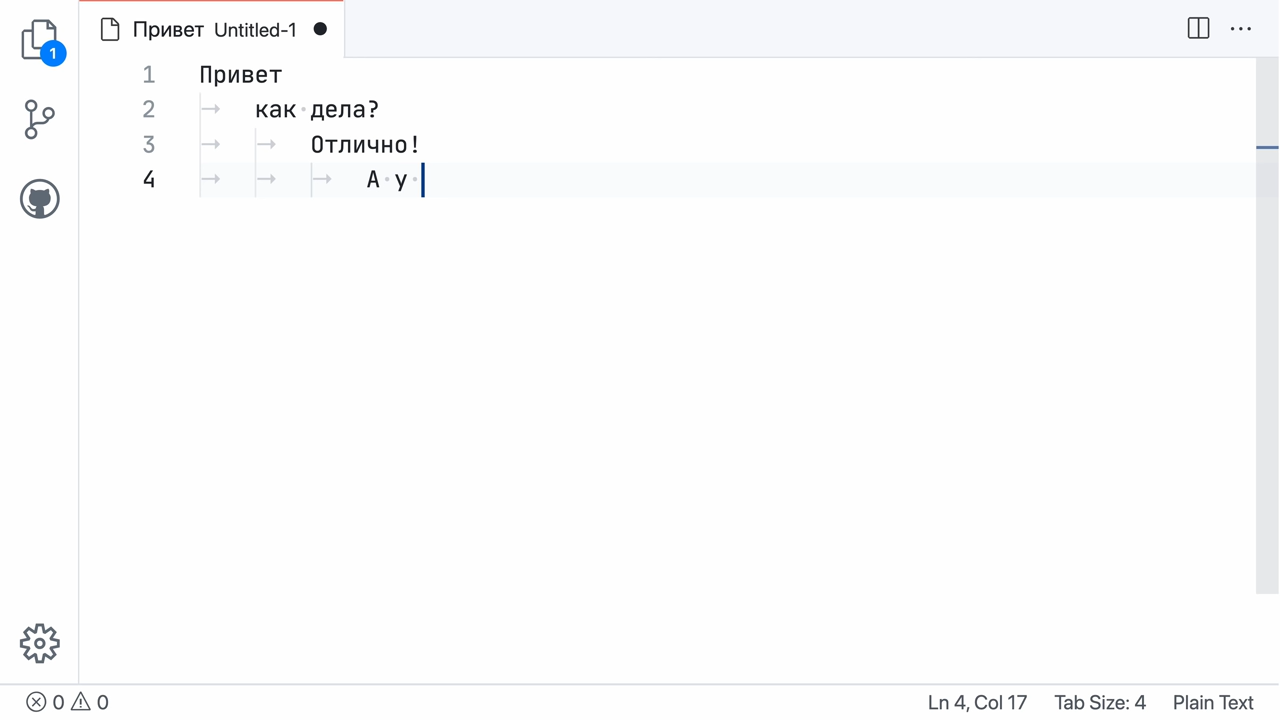 Привет Untitled-1
1
1 Привет
2 как дела?
3 Отлично!
4 А у
0 0 Ln 4, Col 17 Tab Size: 4 Plain Text